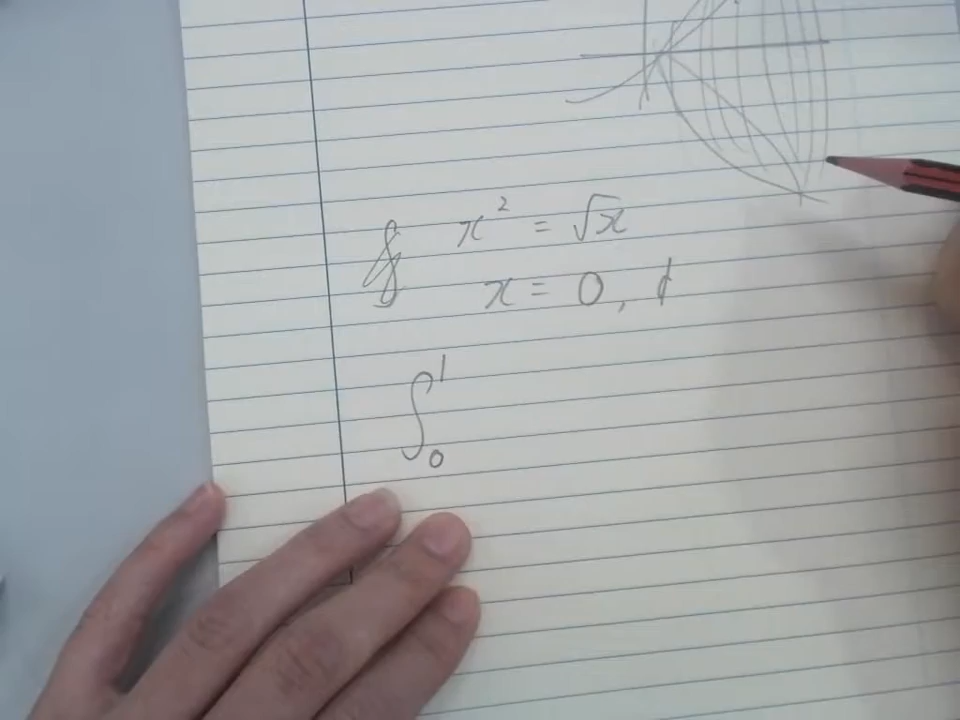 x² = √x
x = 0, 1
∫₀¹